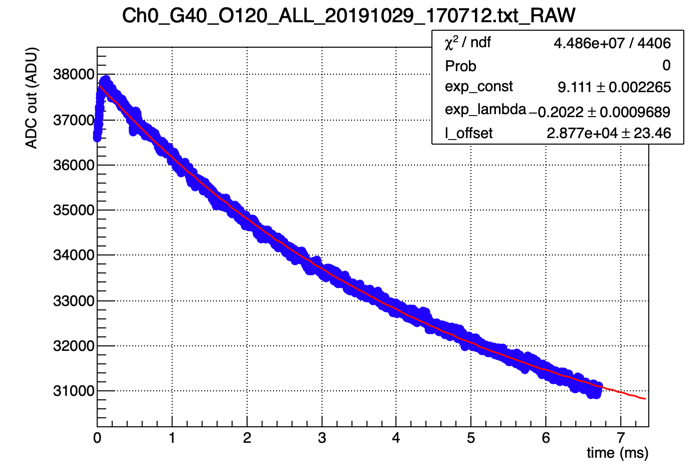 Ch0_G40_O120_ALL_20191029_170712.txt_RAW
χ² / ndf 4.486e+07 / 4406
Prob 0
exp_const 9.111 ± 0.002265
exp_lambda −0.2022 ± 0.0009689
l_offset 2.877e+04 ± 23.46
ADC out (ADU)
38000
37000
36000
35000
34000
33000
32000
31000
0 1 2 3 4 5 6 7
time (ms)